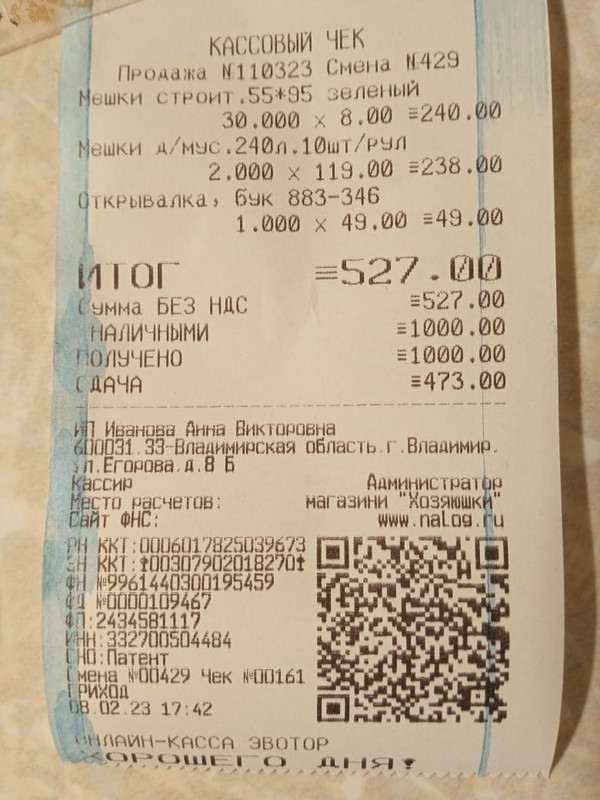 КАССОВЫЙ ЧЕК
Продажа №110323 Смена №429
Мешки строит.55*95 зеленый
30.000 x 8.00 ≡240.00
Мешки д/мус.240л.10шт/рул
2.000 x 119.00 ≡238.00
Открывалка, бук 883-346
1.000 x 49.00 ≡49.00
ИТОГ ≡527.00
Сумма БЕЗ НДС ≡527.00
НАЛИЧНЫМИ ≡1000.00
ПОЛУЧЕНО ≡1000.00
СДАЧА ≡473.00
ИП Иванова Анна Викторовна
600031.33-Владимирская область.г.Владимир.
ул.Егорова.д.8 Б
Кассир Администратор
Место расчетов: магазини "Хозяюшки"
Сайт ФНС: www.nalog.ru
РН ККТ:0006017825039673
ЗН ККТ:00307902018270
ФН №9961440300195459
ФД №0000109467
ФП:2434581117
ИНН:332700504484
СНО:Патент
Смена №00429 Чек №00161
ПРИХОД
08.02.23 17:42
ОНЛАЙН-КАССА ЭВОТОР
ХОРОШЕГО ДНЯ!